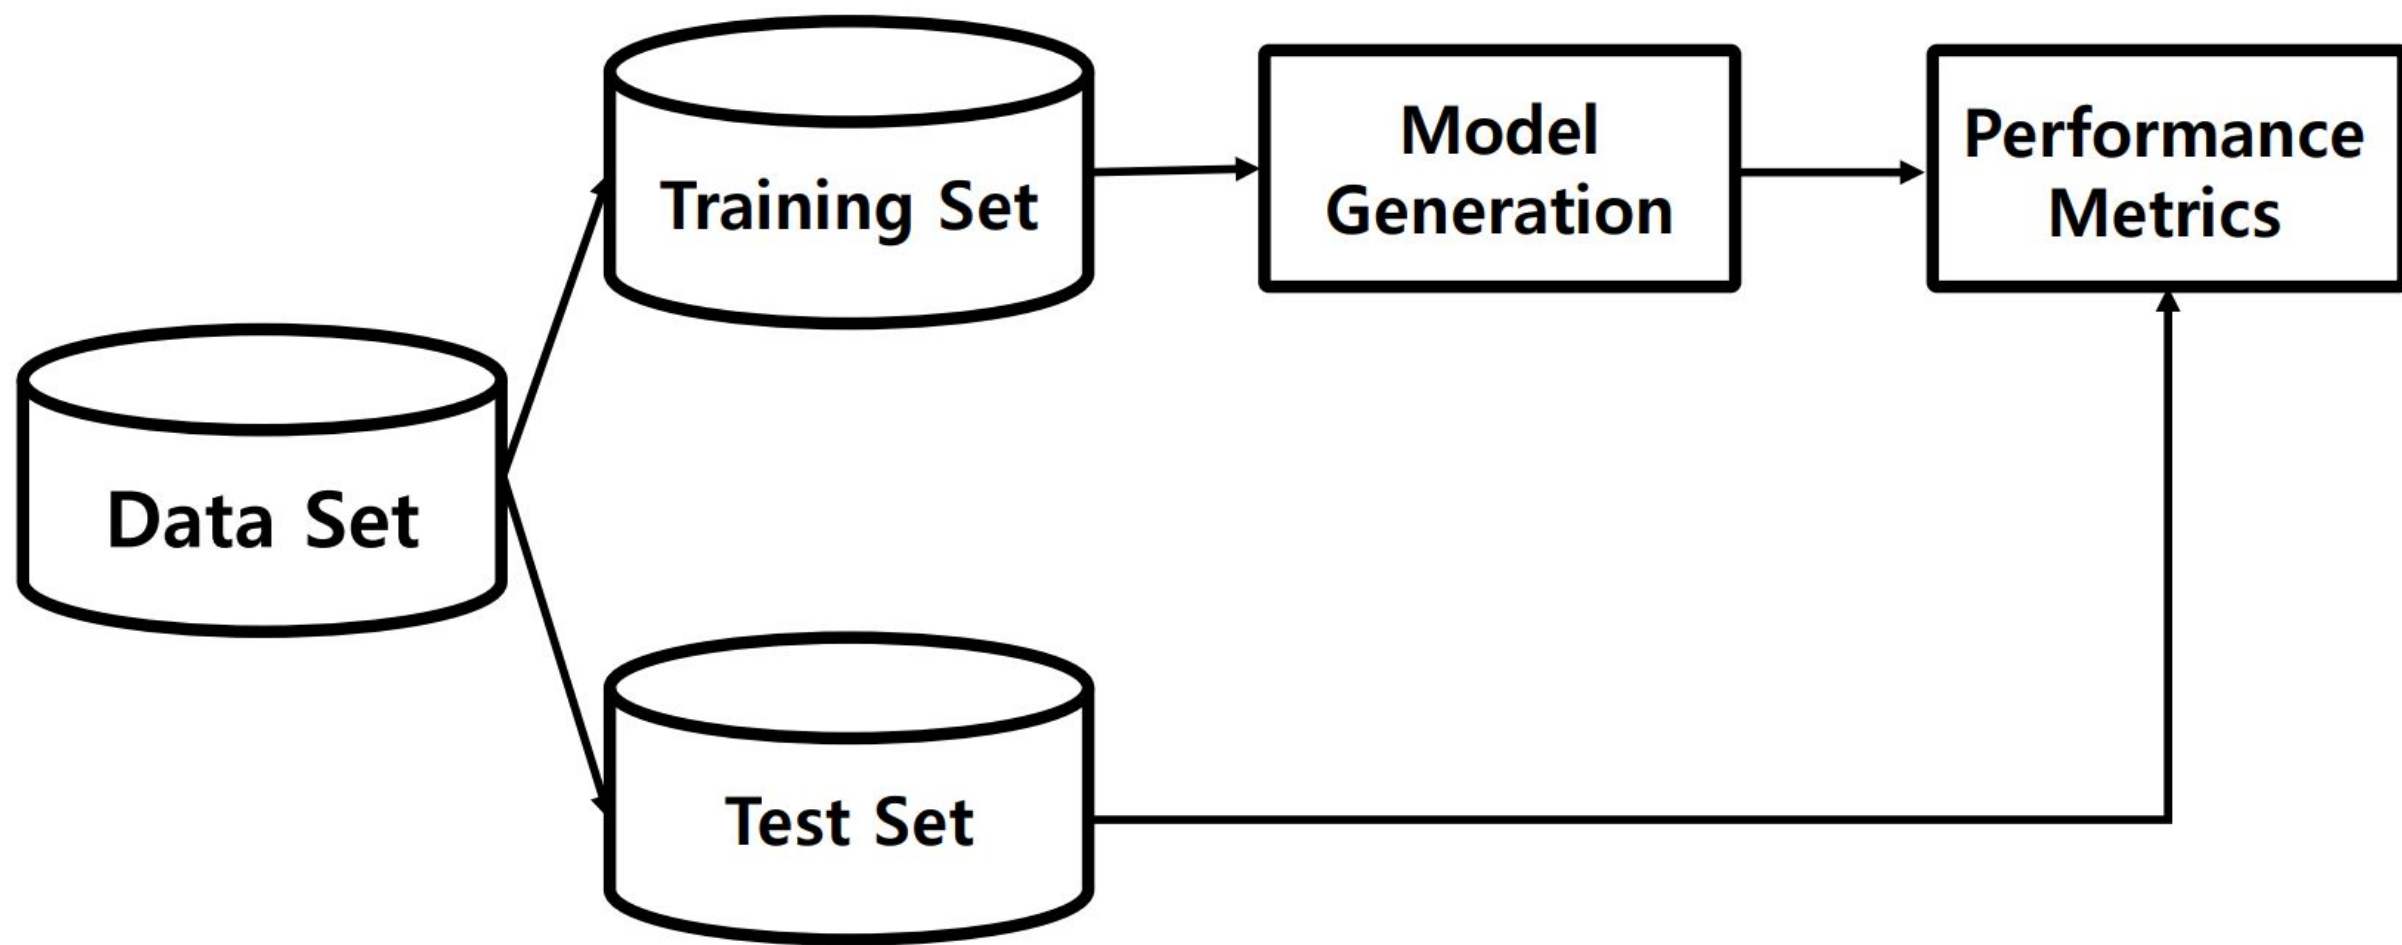 Training Set
Model
Generation
Performance
Metrics
Data Set
Test Set